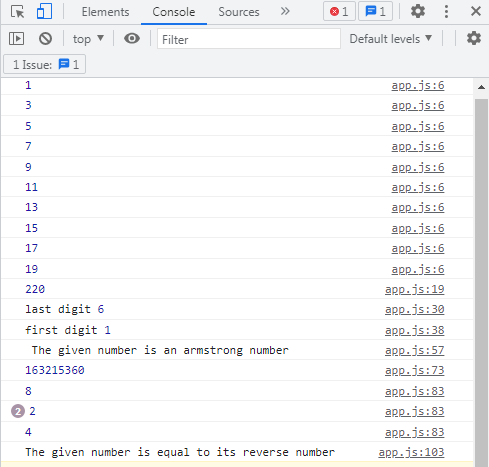 Elements Console Sources » 1 1
top ▼ Filter Default levels ▼
1 Issue: 1
1 app.js:6
3 app.js:6
5 app.js:6
7 app.js:6
9 app.js:6
11 app.js:6
13 app.js:6
15 app.js:6
17 app.js:6
19 app.js:6
220 app.js:19
last digit 6 app.js:30
first digit 1 app.js:38
The given number is an armstrong number app.js:57
163215360 app.js:73
8 app.js:83
2 2 app.js:83
4 app.js:83
The given number is equal to its reverse number app.js:103